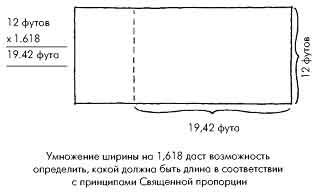 12 футов
x 1.618
19.42 фута
12 футов
19,42 фута
Умножение ширины на 1,618 даст возможность
определить, какой должна быть длина в соответствии
с принципами Священной пропорции